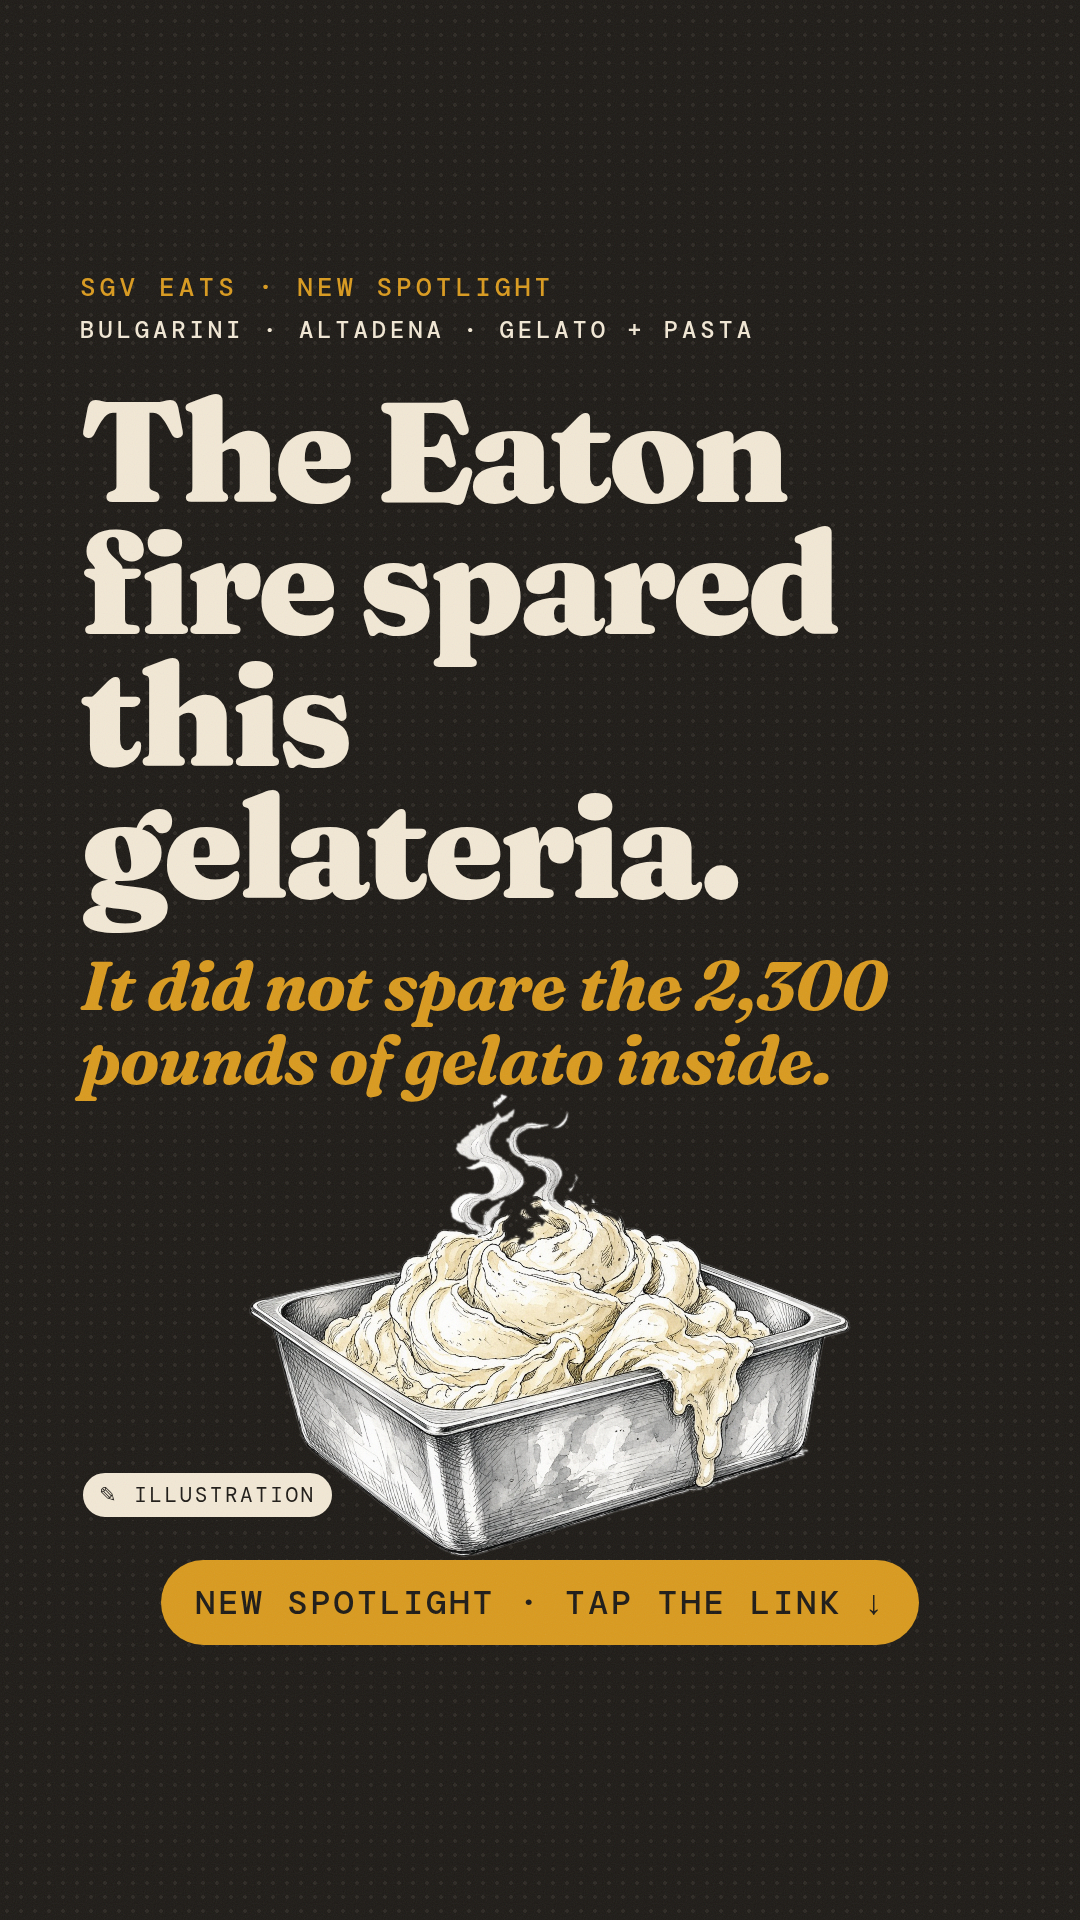 SGV EATS · NEW SPOTLIGHT
BULGARINI · ALTADENA · GELATO + PASTA
The Eaton
fire spared
this
gelateria.
It did not spare the 2,300
pounds of gelato inside.
✎ ILLUSTRATION
NEW SPOTLIGHT · TAP THE LINK ↓